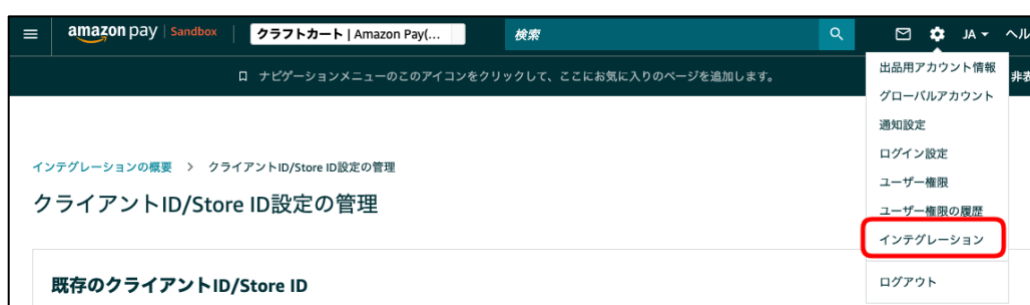 amazon pay | Sandbox
クラフトカート | Amazon Pay(...
検索
JA
ヘル
ナビゲーションメニューのこのアイコンをクリックして、ここにお気に入りのページを追加します。
非表
出品用アカウント情報
グローバルアカウント
通知設定
ログイン設定
ユーザー権限
ユーザー権限の履歴
インテグレーション
ログアウト
インテグレーションの概要 > クライアントID/Store ID設定の管理
クライアントID/Store ID設定の管理
既存のクライアントID/Store ID